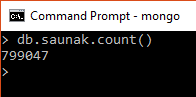 Command Prompt - mongo
> db.saunak.count()
799047
>